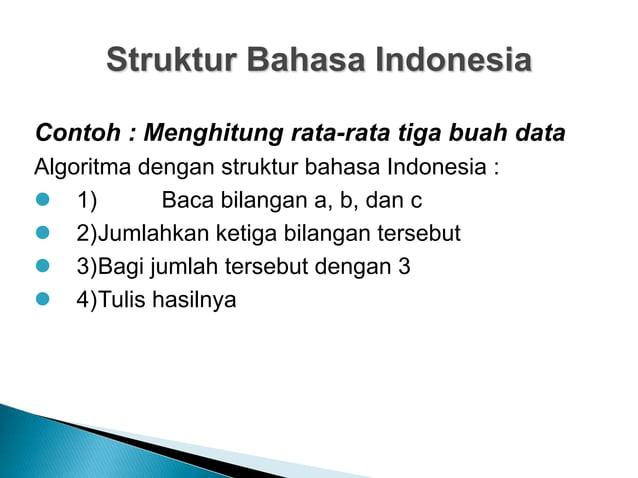 Struktur Bahasa Indonesia
Contoh : Menghitung rata-rata tiga buah data
Algoritma dengan struktur bahasa Indonesia :
1) Baca bilangan a, b, dan c
2)Jumlahkan ketiga bilangan tersebut
3)Bagi jumlah tersebut dengan 3
4)Tulis hasilnya